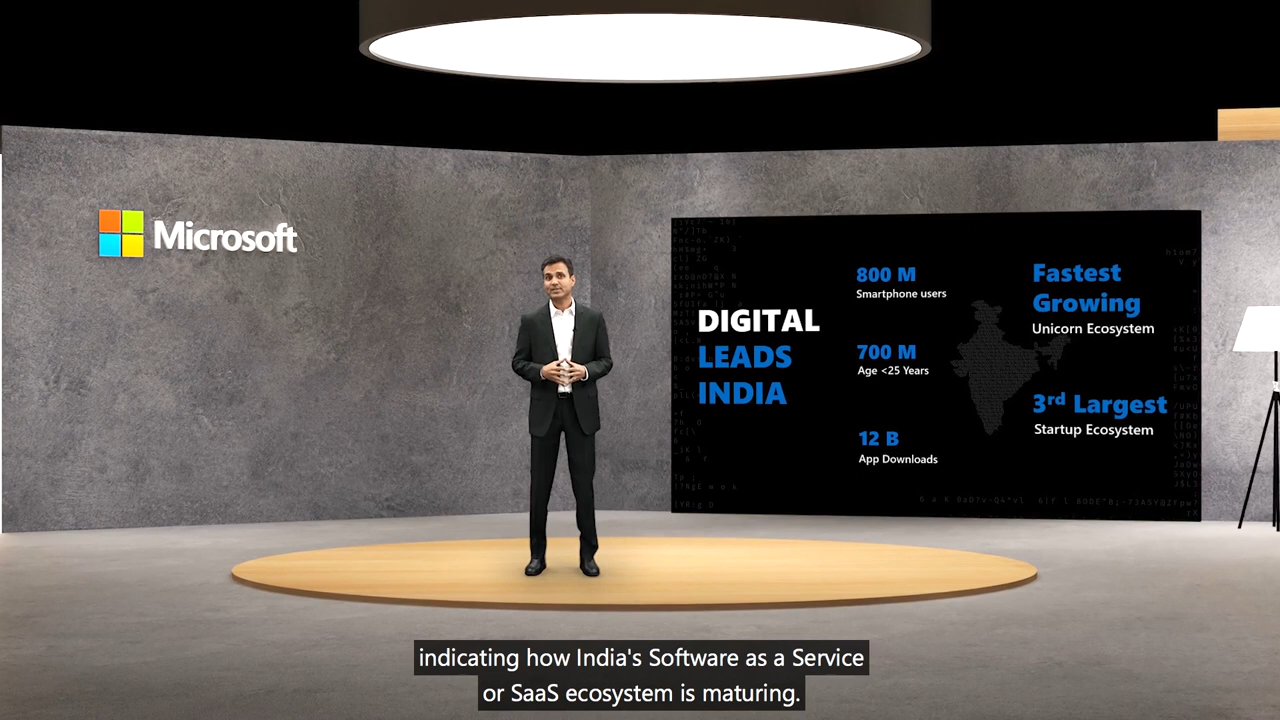 Microsoft
DIGITAL
LEADS
INDIA
800 M
Smartphone users
700 M
Age <25 Years
12 B
App Downloads
Fastest
Growing
Unicorn Ecosystem
3rd Largest
Startup Ecosystem
indicating how India's Software as a Service
or SaaS ecosystem is maturing.